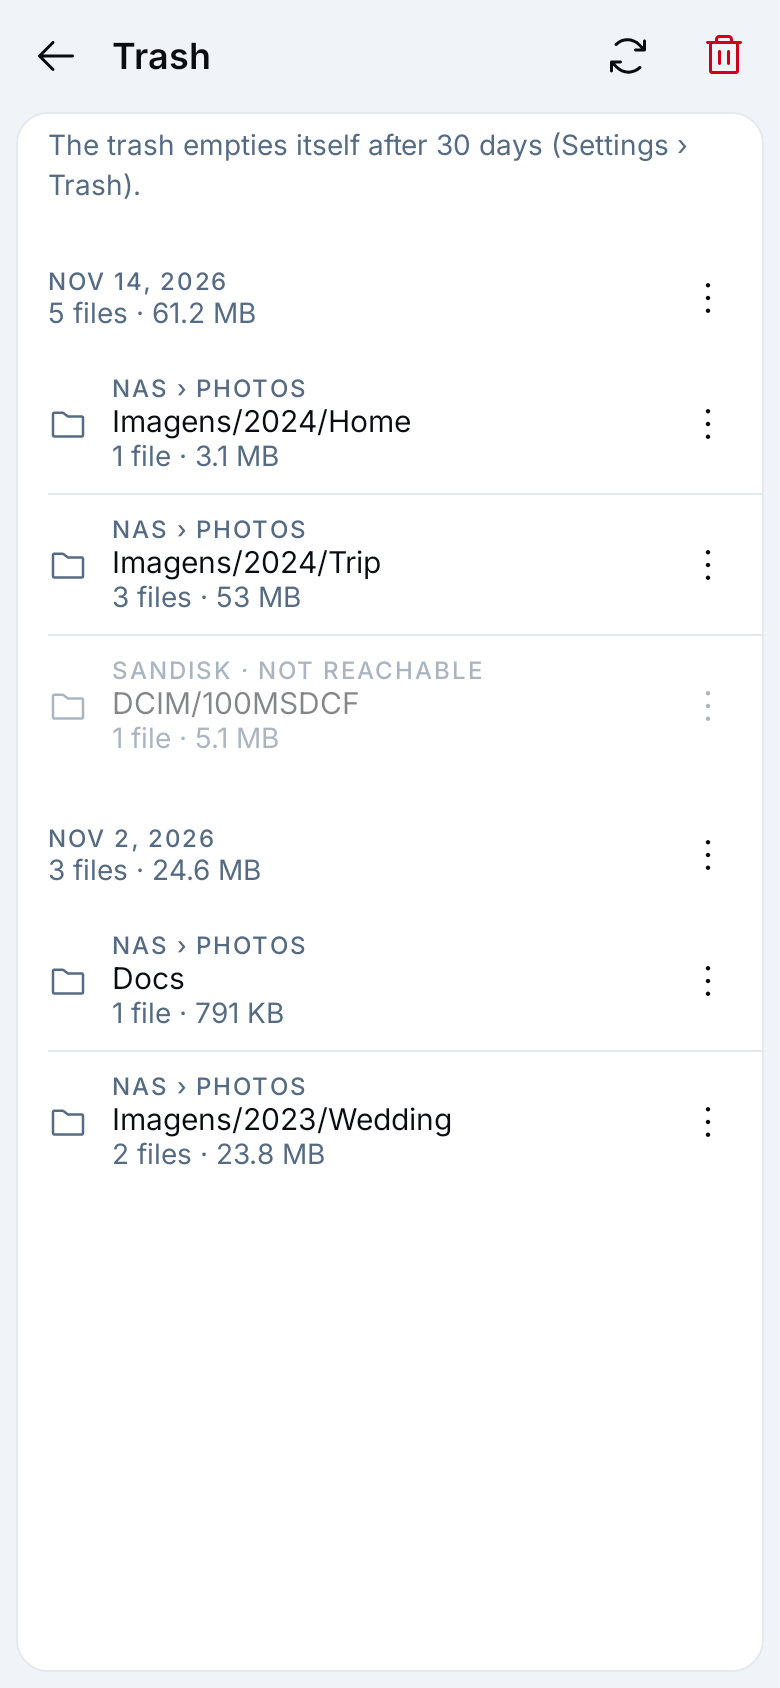 Trash
The trash empties itself after 30 days (Settings ›
Trash).
NOV 14, 2026
5 files · 61.2 MB
NAS › PHOTOS
Imagens/2024/Home
1 file · 3.1 MB
NAS › PHOTOS
Imagens/2024/Trip
3 files · 53 MB
SANDISK · NOT REACHABLE
DCIM/100MSDCF
1 file · 5.1 MB
NOV 2, 2026
3 files · 24.6 MB
NAS › PHOTOS
Docs
1 file · 791 KB
NAS › PHOTOS
Imagens/2023/Wedding
2 files · 23.8 MB